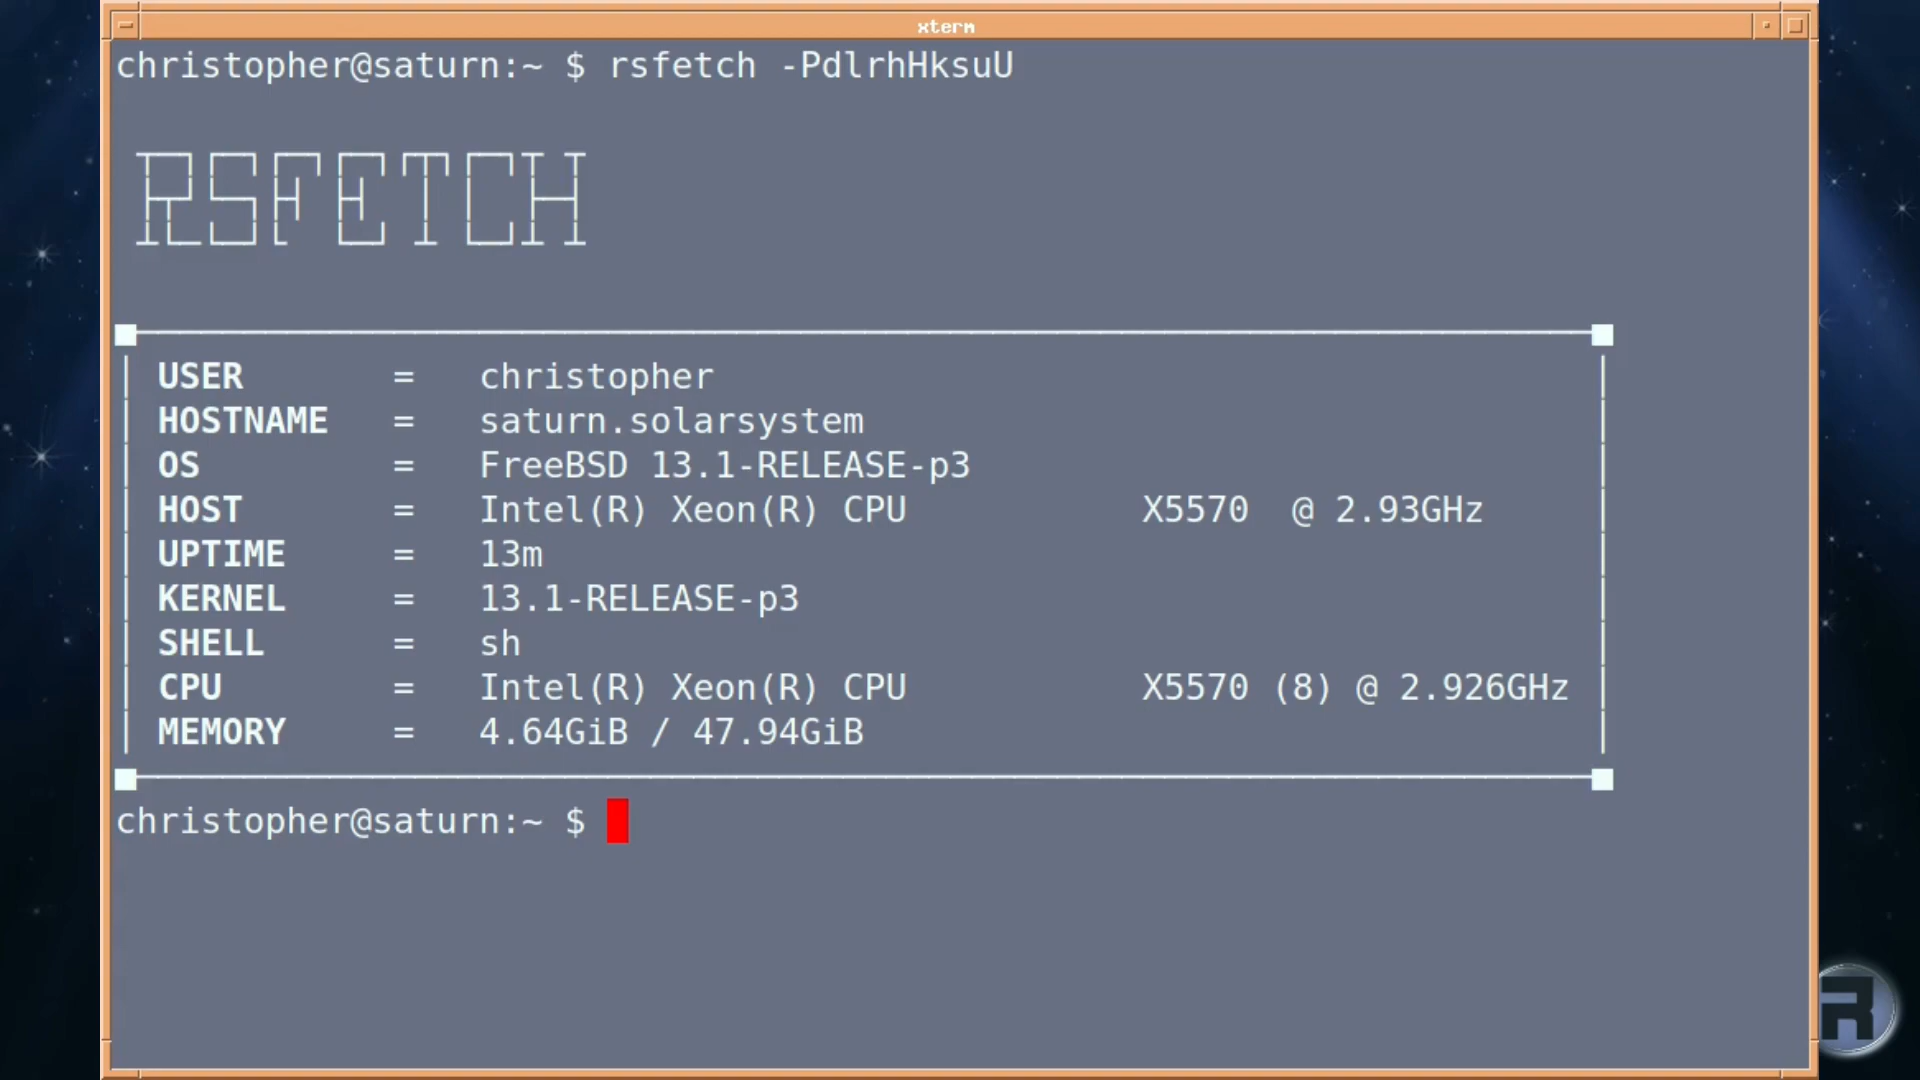 xterm
christopher@saturn:~ $ rsfetch -PdlrhHksuU
RSFETCH
USER = christopher
HOSTNAME = saturn.solarsystem
OS = FreeBSD 13.1-RELEASE-p3
HOST = Intel(R) Xeon(R) CPU X5570 @ 2.93GHz
UPTIME = 13m
KERNEL = 13.1-RELEASE-p3
SHELL = sh
CPU = Intel(R) Xeon(R) CPU X5570 (8) @ 2.926GHz
MEMORY = 4.64GiB / 47.94GiB
christopher@saturn:~ $
R